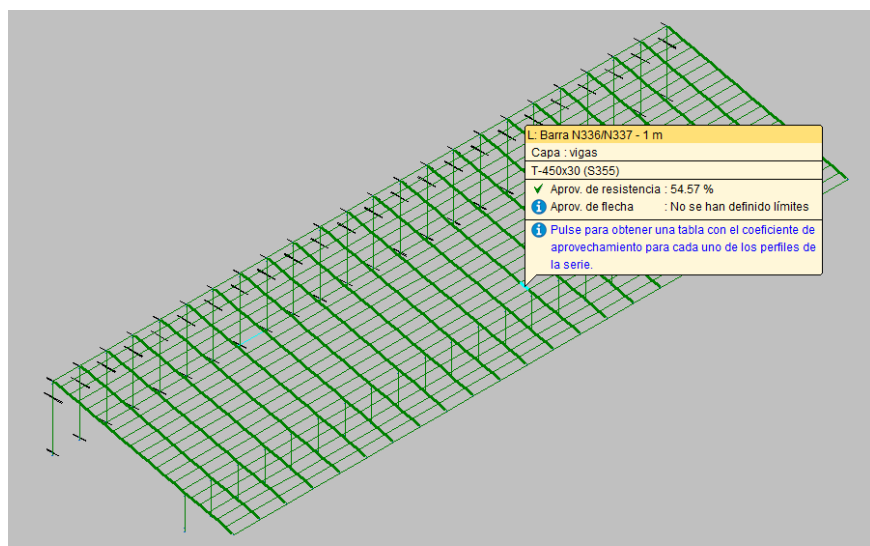 L: Barra N336/N337 - 1 m
Capa : vigas
T-450x30 (S355)
Aprov. de resistencia : 54.57 %
Aprov. de flecha : No se han definido límites
Pulse para obtener una tabla con el coeficiente de
aprovechamiento para cada uno de los perfiles de
la serie.